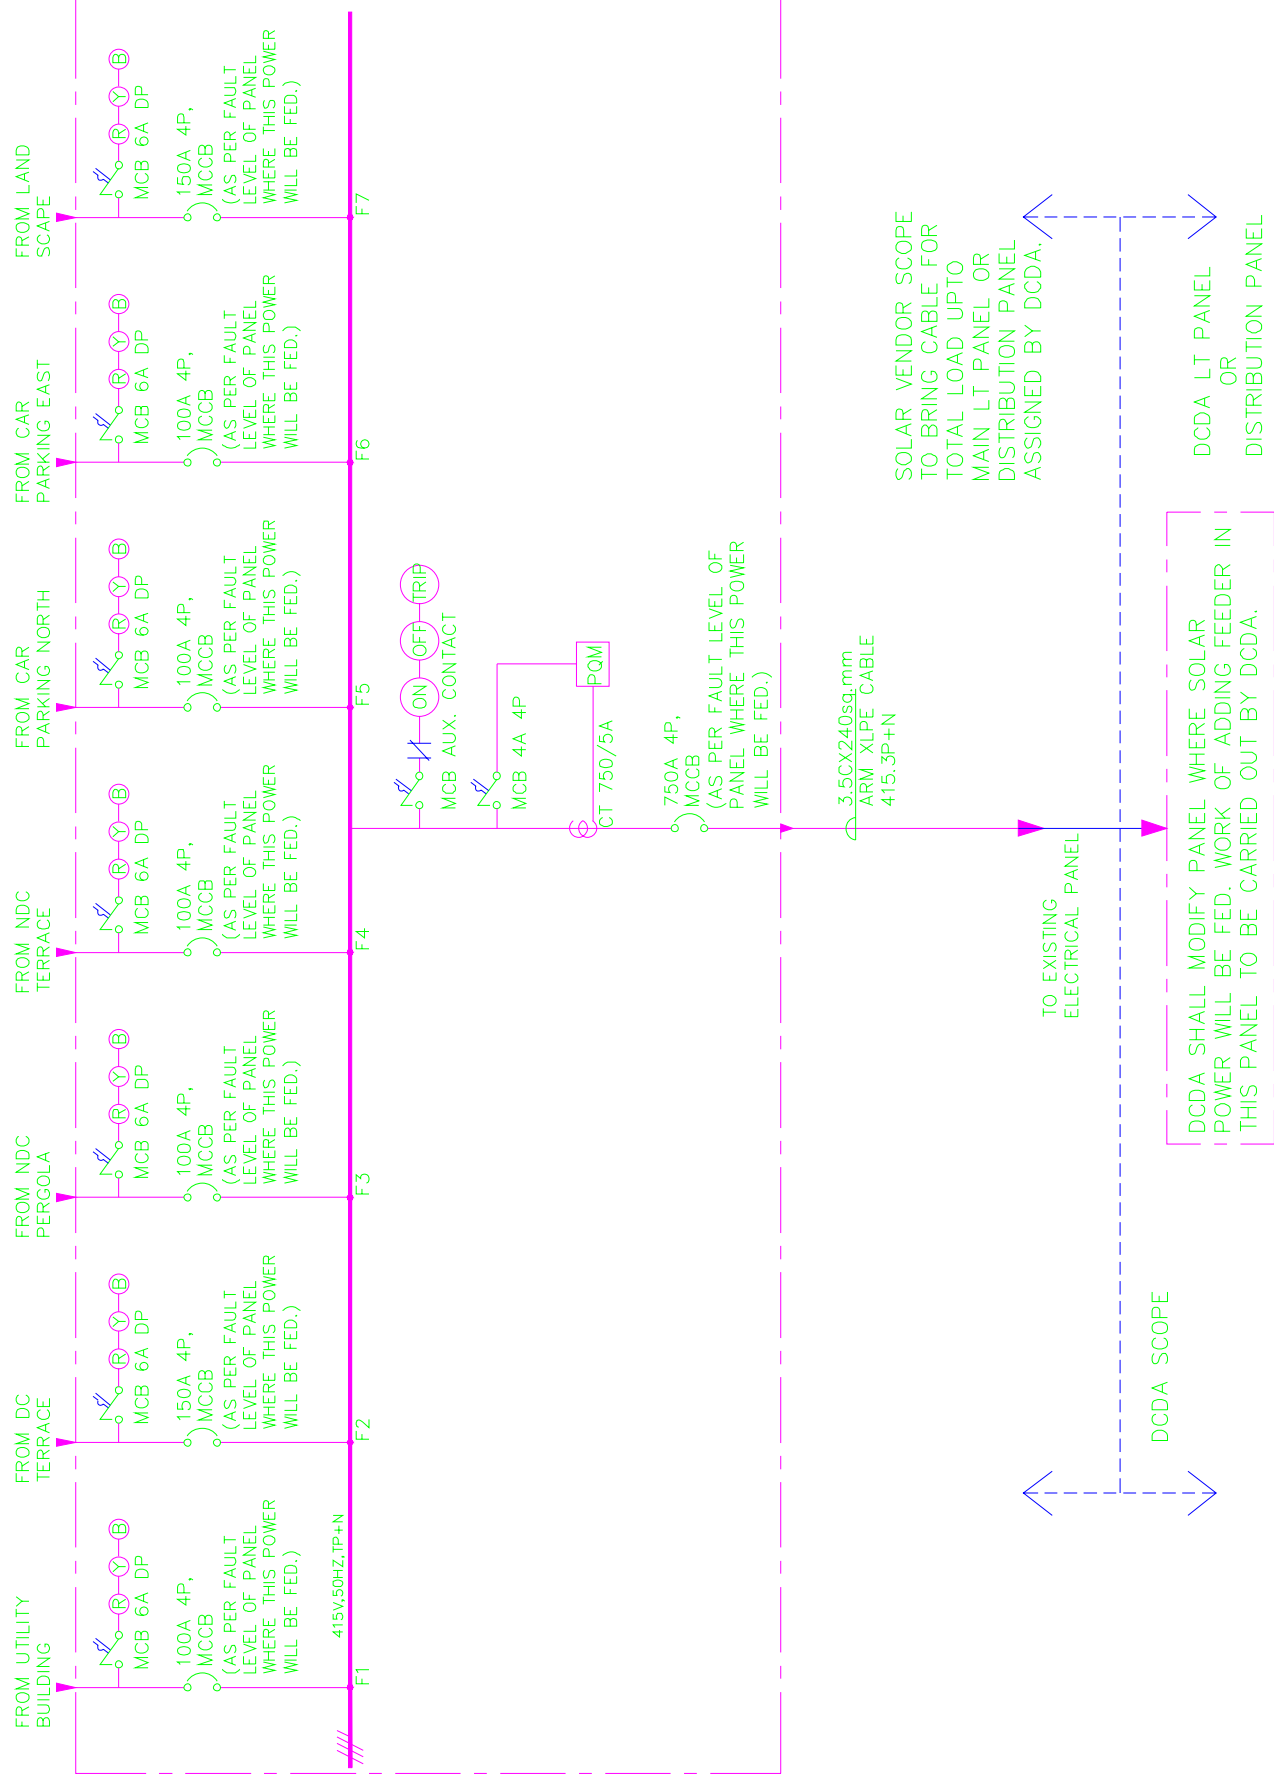 FROM UTILITY
BUILDING
R Y B
MCB 6A DP
100A 4P,
MCCB
(AS PER FAULT
LEVEL OF PANEL
WHERE THIS POWER
WILL BE FED.)
415V,50HZ,TP+N
F1
FROM DC
TERRACE
R Y B
MCB 6A DP
150A 4P,
MCCB
(AS PER FAULT
LEVEL OF PANEL
WHERE THIS POWER
WILL BE FED.)
F2
FROM NDC
PERGOLA
R Y B
MCB 6A DP
100A 4P,
MCCB
(AS PER FAULT
LEVEL OF PANEL
WHERE THIS POWER
WILL BE FED.)
F3
FROM NDC
TERRACE
R Y B
MCB 6A DP
100A 4P,
MCCB
(AS PER FAULT
LEVEL OF PANEL
WHERE THIS POWER
WILL BE FED.)
F4
FROM CAR
PARKING NORTH
R Y B
MCB 6A DP
100A 4P,
MCCB
(AS PER FAULT
LEVEL OF PANEL
WHERE THIS POWER
WILL BE FED.)
F5
FROM CAR
PARKING EAST
R Y B
MCB 6A DP
100A 4P,
MCCB
(AS PER FAULT
LEVEL OF PANEL
WHERE THIS POWER
WILL BE FED.)
F6
FROM LAND
SCAPE
R Y B
MCB 6A DP
150A 4P,
MCCB
(AS PER FAULT
LEVEL OF PANEL
WHERE THIS POWER
WILL BE FED.)
F7
ON OFF TRIP
MCB AUX. CONTACT
MCB 4A 4P
PQM
CT 750/5A
750A 4P,
MCCB
(AS PER FAULT LEVEL OF
PANEL WHERE THIS POWER
WILL BE FED.)
3.5CX240sq.mm
ARM XLPE CABLE
415.3P+N
SOLAR VENDOR SCOPE
TO BRING CABLE FOR
TOTAL LOAD UPTO
MAIN LT PANEL OR
DISTRIBUTION PANEL
ASSIGNED BY DCDA.
TO EXISTING
ELECTRICAL PANEL
DCDA SCOPE
DCDA SHALL MODIFY PANEL WHERE SOLAR
POWER WILL BE FED. WORK OF ADDING FEEDER IN
THIS PANEL TO BE CARRIED OUT BY DCDA.
DCDA LT PANEL
OR
DISTRIBUTION PANEL